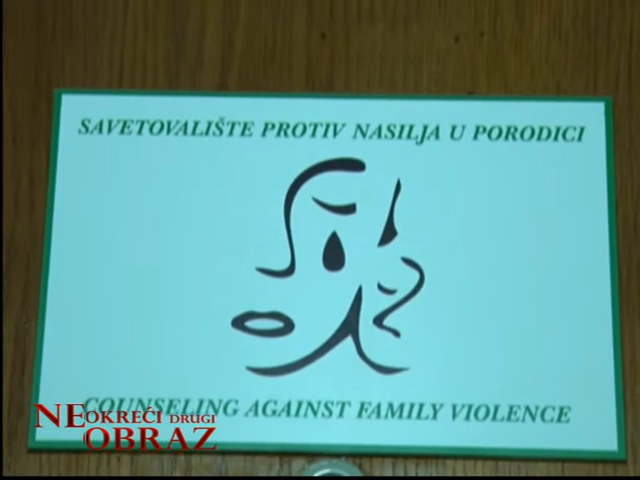 SAVETOVALIŠTE PROTIV NASILJA U PORODICI
COUNSELING AGAINST FAMILY VIOLENCE
NE OKREĆI DRUGI
OBRAZ